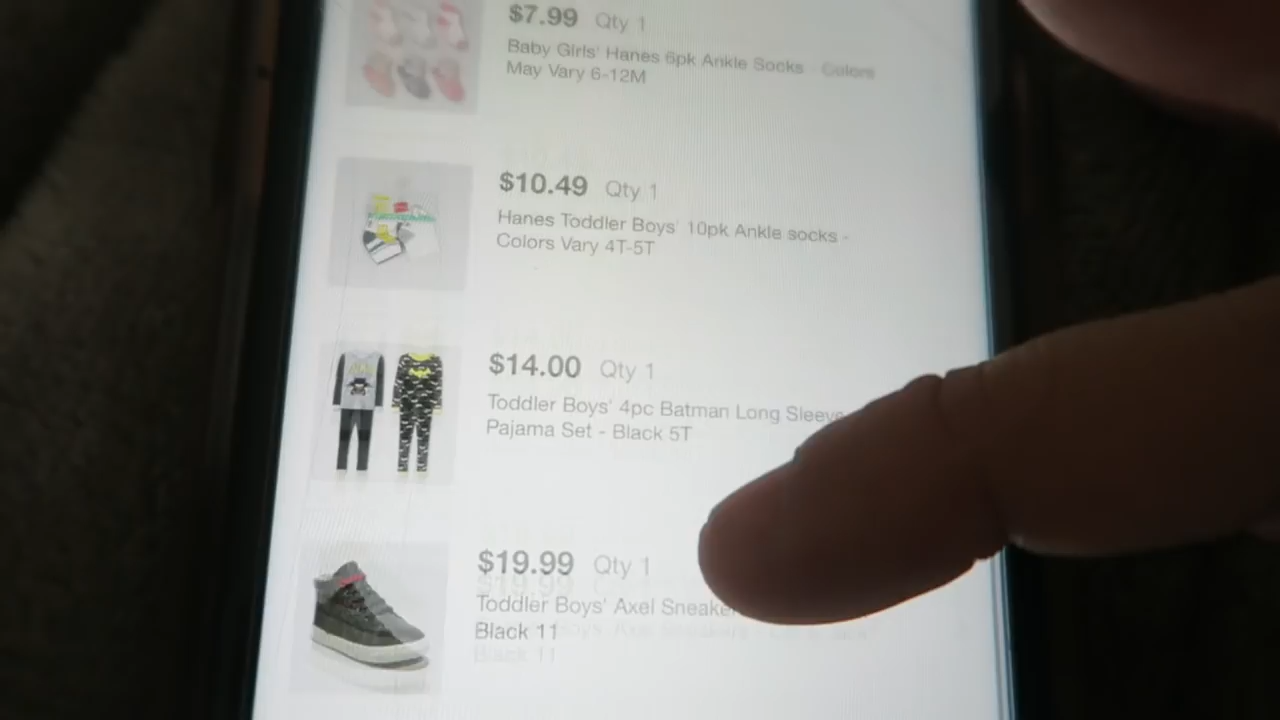 $7.99 Qty 1
Baby Girls' Hanes 6pk Ankle Socks Colors
May Vary 6-12M
$10.49 Qty 1
Hanes Toddler Boys' 10pk Ankle socks -
Colors Vary 4T-5T
$14.00 Qty 1
Toddler Boys' 4pc Batman Long Sleeve
Pajama Set - Black 5T
$19.99 Qty 1
Toddler Boys' Axel Sneaker
Black 11